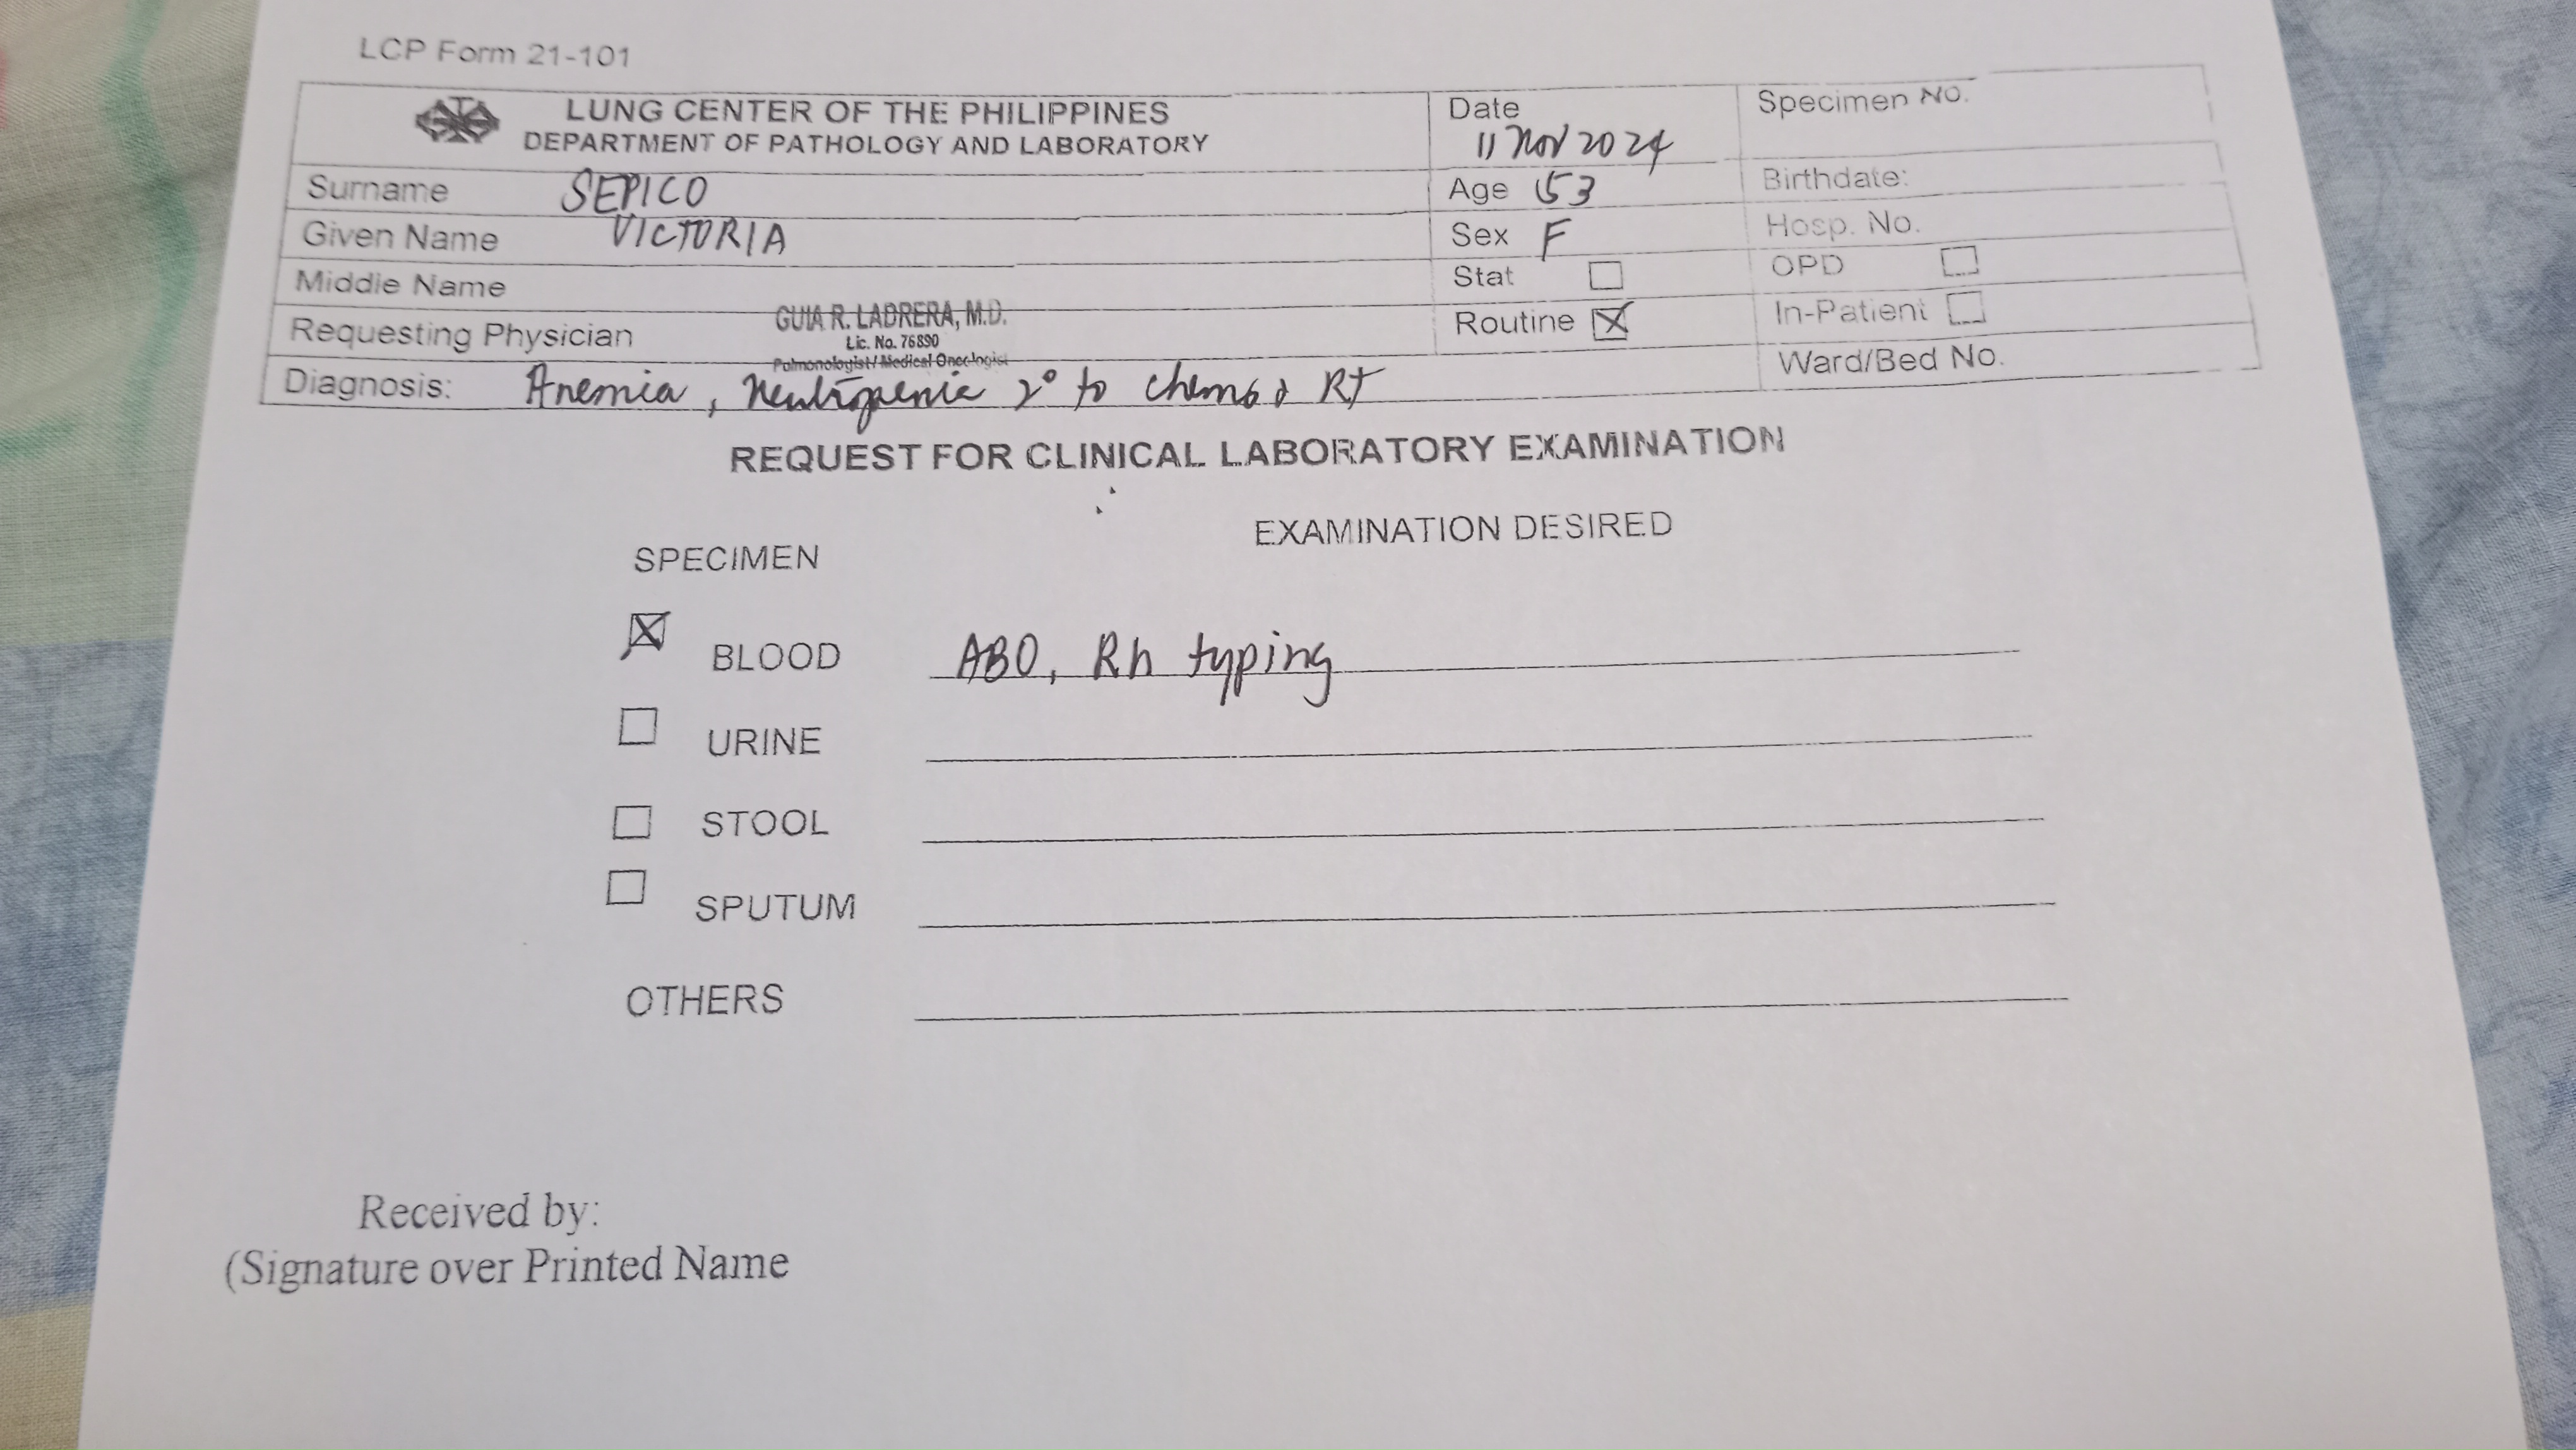 LCP Form 21-101
LUNG CENTER OF THE PHILIPPINES
DEPARTMENT OF PATHOLOGY AND LABORATORY
Date
11 Nov 2024
Specimen No.
Surname SEPICO
Age 53
Birthdate:
Given Name VICTORIA
Sex F
Hosp. No.
Middle Name
Stat
OPD
Requesting Physician
GUIA R. LADRERA, M.D.
Lic. No. 76890
Pulmonologist/Medical Oncologist
Routine
In-Patient
Diagnosis: Anemia, Neutropenia 2° to chemo & RT
Ward/Bed No.
REQUEST FOR CLINICAL LABORATORY EXAMINATION
SPECIMEN
EXAMINATION DESIRED
BLOOD ABO, Rh typing
URINE
STOOL
SPUTUM
OTHERS
Received by:
(Signature over Printed Name